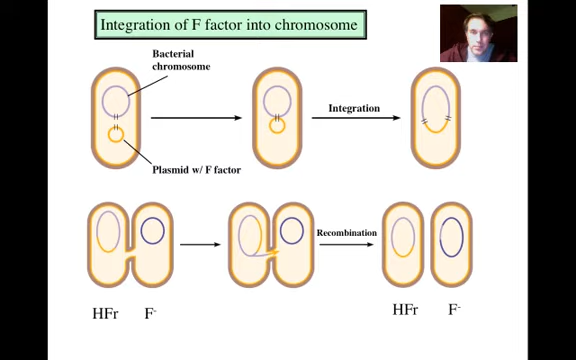 Integration of F factor into chromosome
Bacterial
chromosome
Integration
Plasmid w/ F factor
Recombination
HFr F-
HFr F-